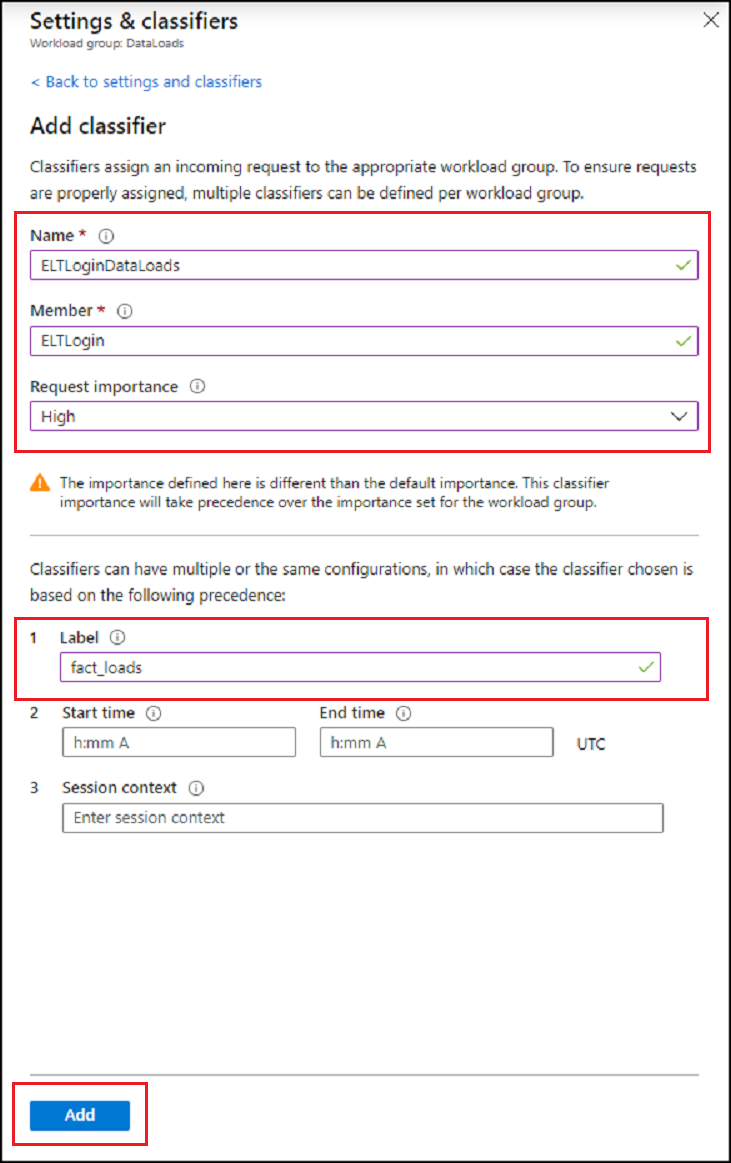 Settings & classifiers
Workload group: DataLoads
< Back to settings and classifiers
Add classifier
Classifiers assign an incoming request to the appropriate workload group. To ensure requests
are properly assigned, multiple classifiers can be defined per workload group.
Name *
ELTLoginDataLoads
Member *
ELTLogin
Request importance
High
The importance defined here is different than the default importance. This classifier
importance will take precedence over the importance set for the workload group.
Classifiers can have multiple or the same configurations, in which case the classifier chosen is
based on the following precedence:
1 Label
fact_loads
2 Start time End time
h:mm A h:mm A UTC
3 Session context
Enter session context
Add